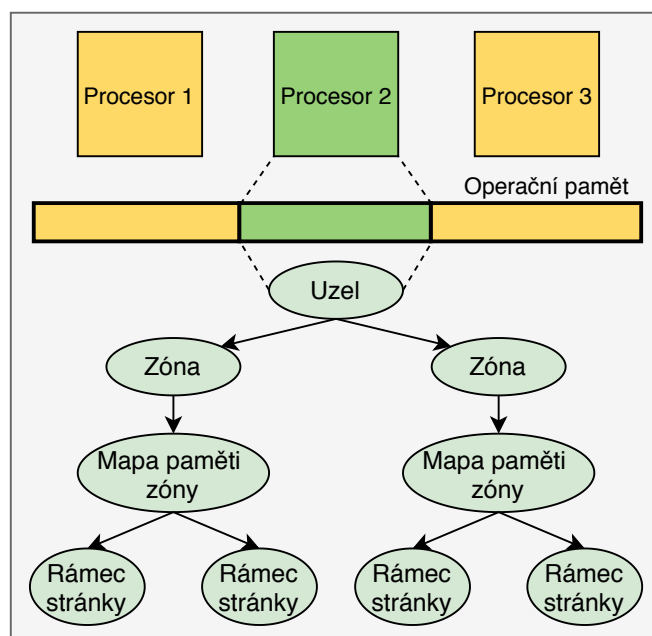 Procesor 1
Procesor 2
Procesor 3
Operační pamět
Uzel
Zóna
Zóna
Mapa paměti
zóny
Mapa paměti
zóny
Rámec
stránky
Rámec
stránky
Rámec
stránky
Rámec
stránky